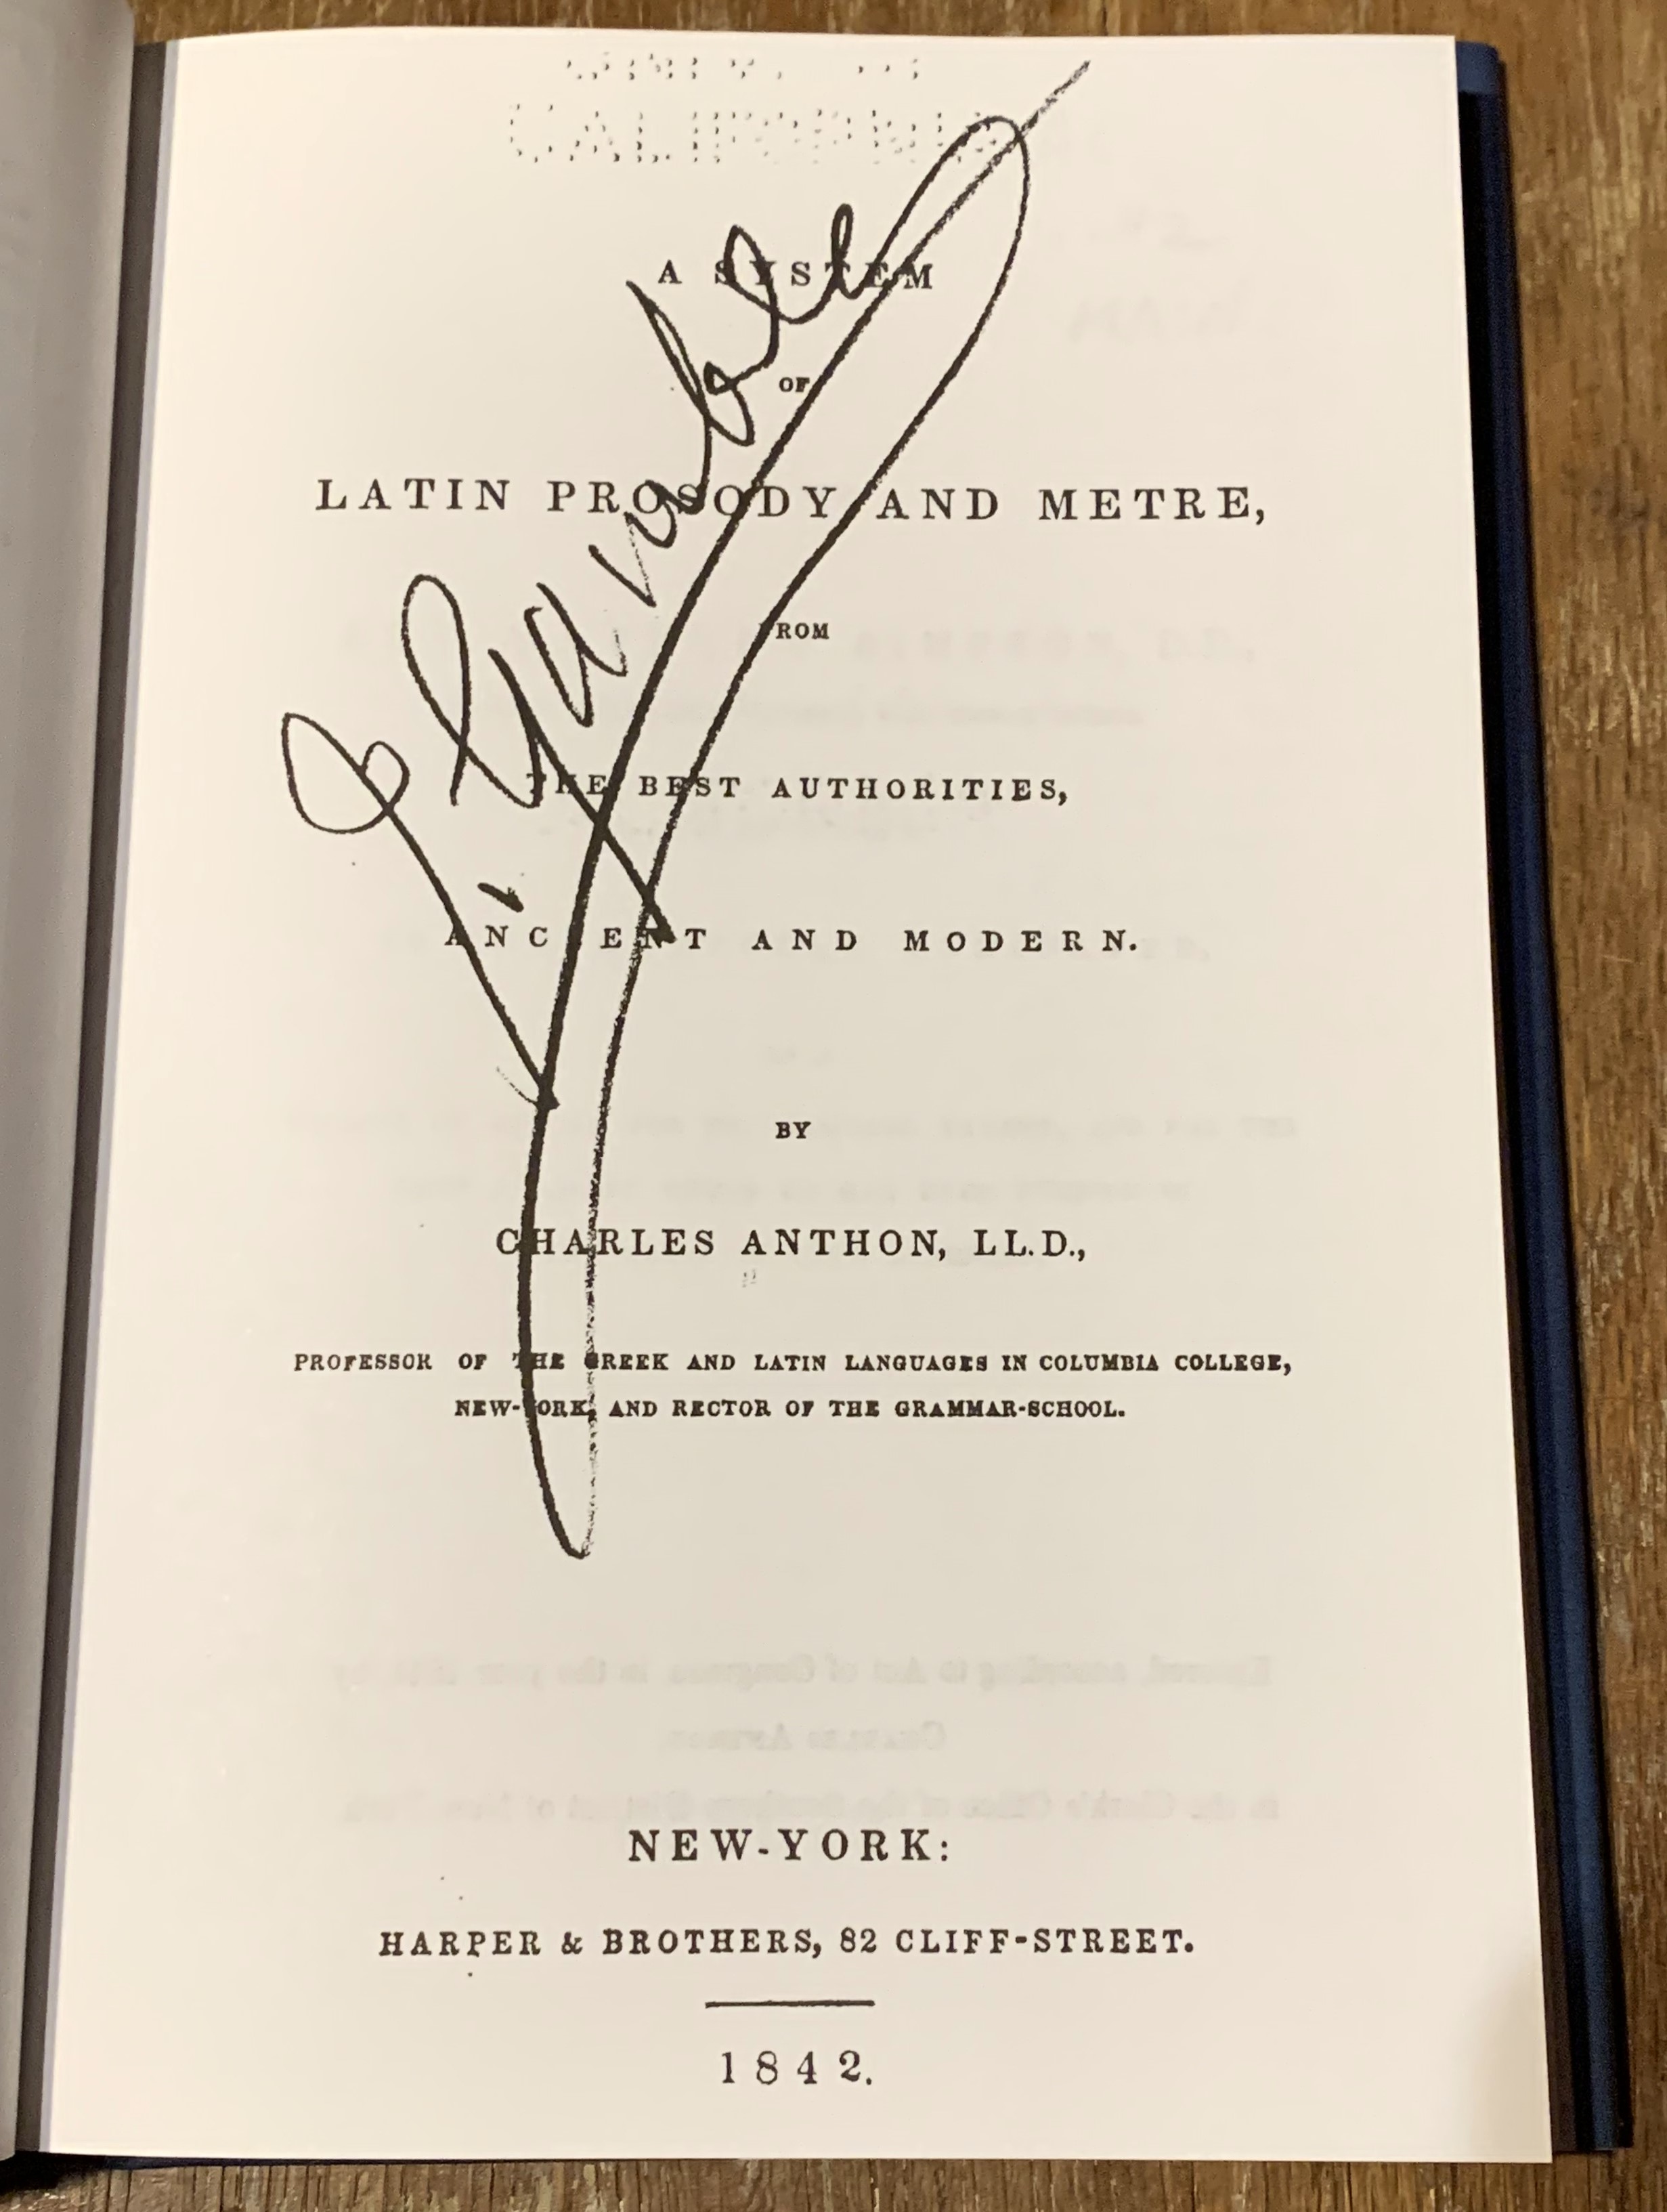 CALIFORNIA
A SYSTEM
OF
LATIN PROSODY AND METRE,
FROM
THE BEST AUTHORITIES,
ANCIENT AND MODERN.
BY
CHARLES ANTHON, LL.D.,
PROFESSOR OF THE GREEK AND LATIN LANGUAGES IN COLUMBIA COLLEGE,
NEW-YORK, AND RECTOR OF THE GRAMMAR-SCHOOL.
NEW-YORK:
HARPER & BROTHERS, 82 CLIFF-STREET.
1842.
Gamble